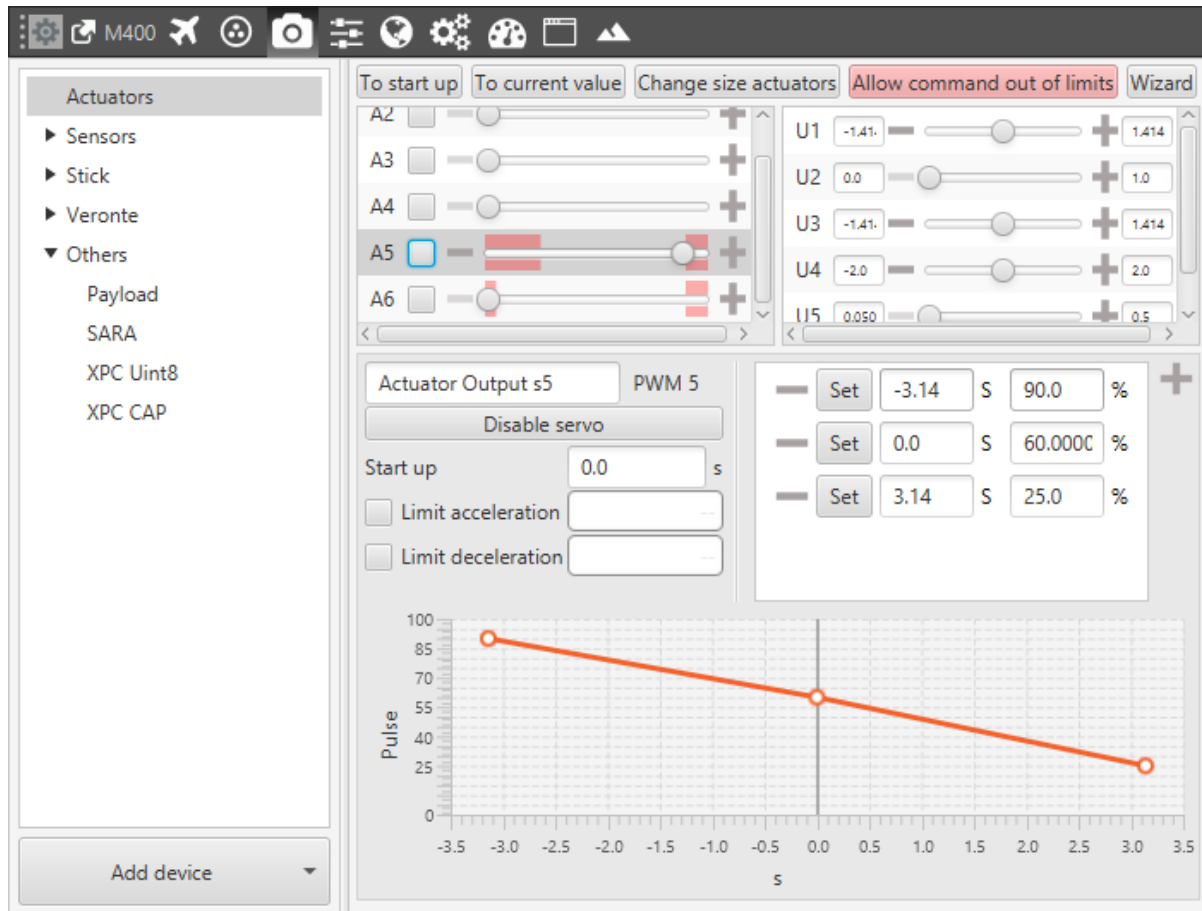 M400
Actuators
Sensors
Stick
Veronte
Others
Payload
SARA
XPC Uint8
XPC CAP
Add device
To start up To current value Change size actuators Allow command out of limits Wizard
A2
A3
A4
A5
A6
U1 -1.41 1.414
U2 0.0 1.0
U3 -1.41 1.414
U4 -2.0 2.0
U5 0.050 0.5
Actuator Output s5 PWM 5
Disable servo
Start up 0.0 s
Limit acceleration --
Limit deceleration --
Set -3.14 S 90.0 %
Set 0.0 S 60.0000 %
Set 3.14 S 25.0 %
Pulse
100
85
70
55
40
25
0
-3.5 -3.0 -2.5 -2.0 -1.5 -1.0 -0.5 0.0 0.5 1.0 1.5 2.0 2.5 3.0 3.5
s